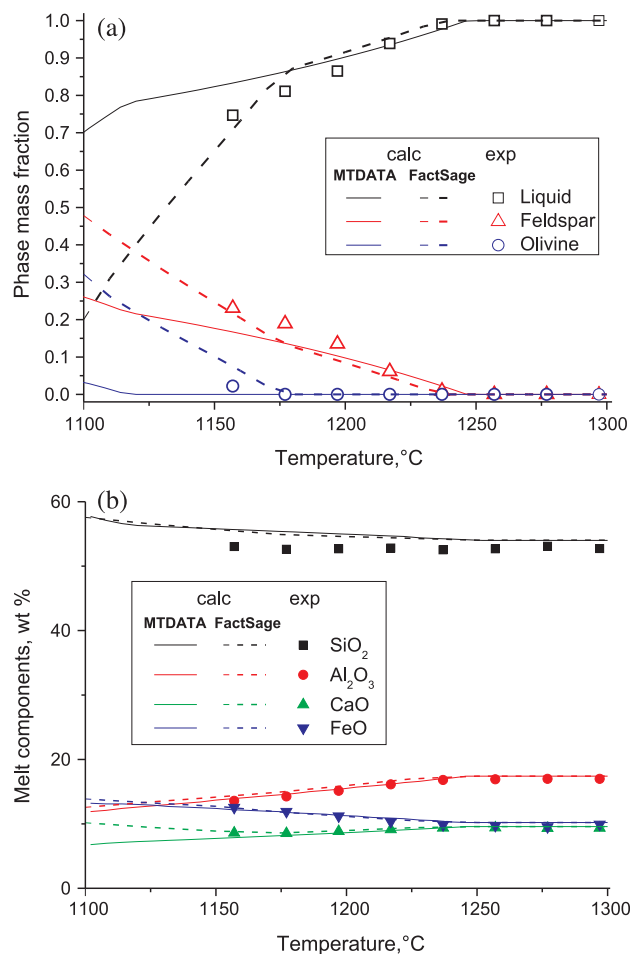 (a)
1.0
0.9
0.8
0.7
0.6
0.5
0.4
0.3
0.2
0.1
0.0
Phase mass fraction
calc exp
MTDATA FactSage
Liquid
Feldspar
Olivine
1100 1150 1200 1250 1300
Temperature,°C
(b)
60
40
20
0
Melt components, wt %
calc exp
MTDATA FactSage
SiO₂
Al₂O₃
CaO
FeO
1100 1150 1200 1250 1300
Temperature,°C